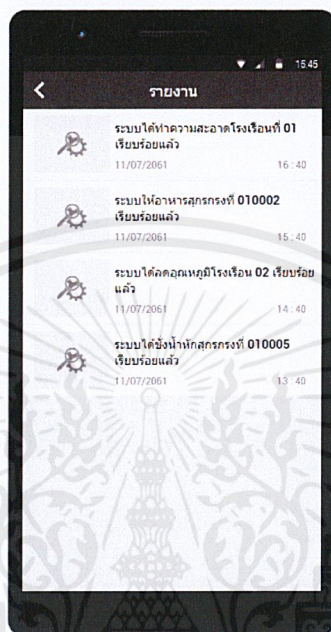 15:45
รายงาน
ระบบได้ทำความสะอาดโรงเรือนที่ 01
เรียบร้อยแล้ว
11/07/2061 16 : 40
ระบบให้อาหารสุกรกรงที่ 010002
เรียบร้อยแล้ว
11/07/2061 15 : 40
ระบบได้ลดอุณหภูมิโรงเรือน 02 เรียบร้อย
แล้ว
11/07/2061 14 : 40
ระบบได้ชั่งน้ำหนักสุกรกรงที่ 010005
เรียบร้อยแล้ว
11/07/2061 13 : 40